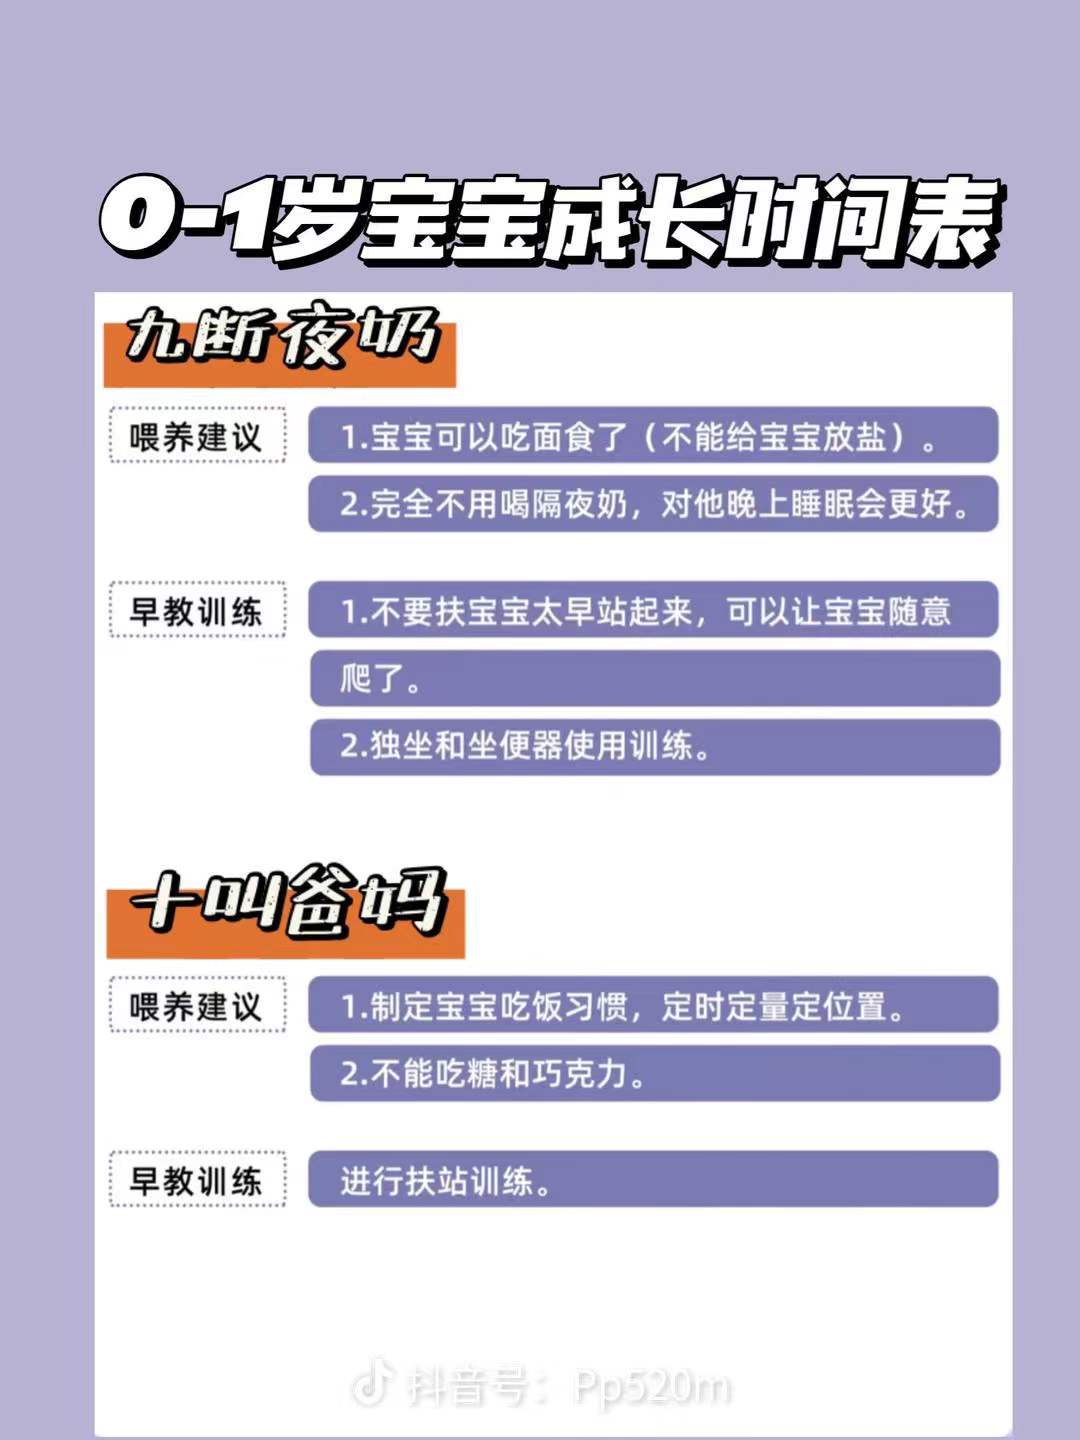 0-1岁宝宝成长时间表
九断夜奶
喂养建议
1.宝宝可以吃面食了（不能给宝宝放盐）。
2.完全不用喝隔夜奶，对他晚上睡眠会更好。
早教训练
1.不要扶宝宝太早站起来，可以让宝宝随意
爬了。
2.独坐和坐便器使用训练。
十叫爸妈
喂养建议
1.制定宝宝吃饭习惯，定时定量定位置。
2.不能吃糖和巧克力。
早教训练
进行扶站训练。
抖音号：Pp520m